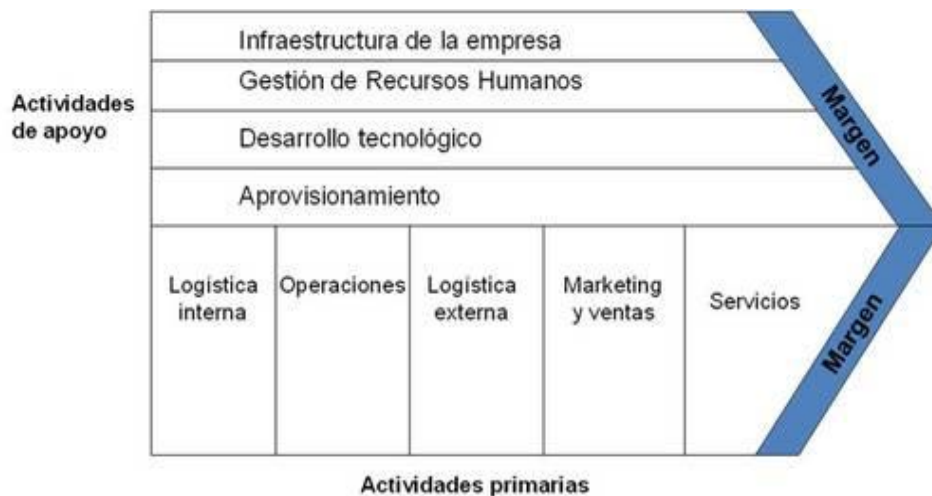 Infraestructura de la empresa
Gestión de Recursos Humanos
Actividades
de apoyo
Desarrollo tecnológico
Aprovisionamiento
Margen
Logística
interna
Operaciones
Logística
externa
Marketing
y ventas
Servicios
Margen
Actividades primarias